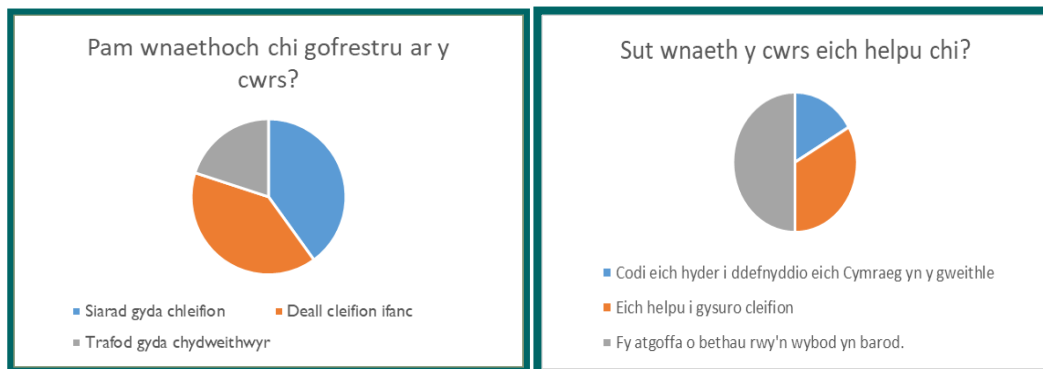 Pam wnaethoch chi gofrestru ar y
cwrs?
Siarad gyda chleifion
Deall cleifion ifanc
Trafod gyda chydweithwyr
Sut wnaeth y cwrs eich helpu chi?
Codi eich hyder i ddefnyddio eich Cymraeg yn y gweithle
Eich helpu i gysuro cleifion
Fy atgoffa o bethau rwy'n wybod yn barod.